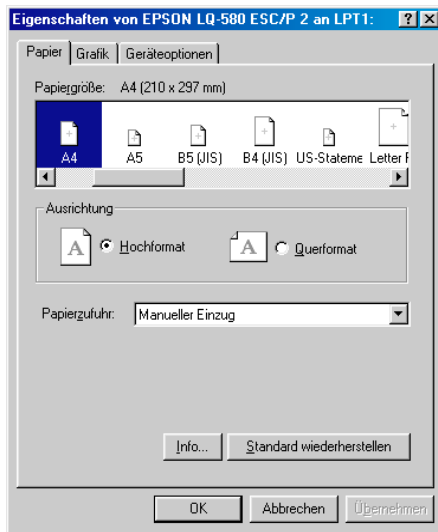 Eigenschaften von EPSON LQ-580 ESC/P 2 an LPT1:
Papier Grafik Geräteoptionen
Papiergröße: A4 (210 x 297 mm)
A4 A5 B5 (JIS) B4 (JIS) US-Stateme Letter F
Ausrichtung
A Hochformat A Querformat
Papierzufuhr: Manueller Einzug
Info... Standard wiederherstellen
OK Abbrechen Übernehmen